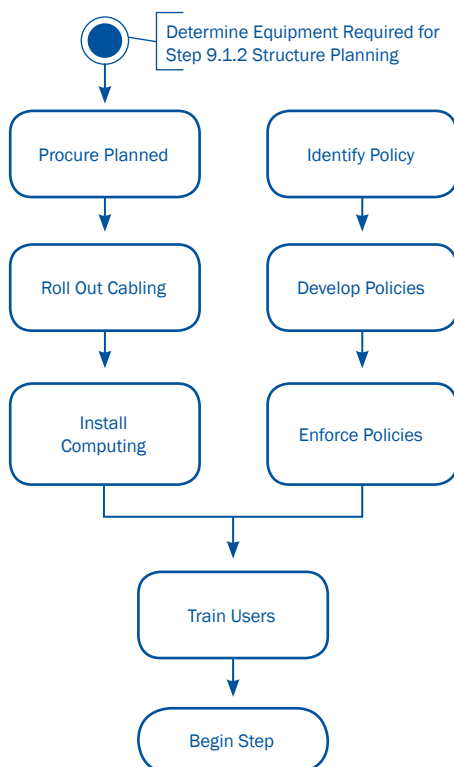 Determine Equipment Required for
Step 9.1.2 Structure Planning
Procure Planned
Identify Policy
Roll Out Cabling
Develop Policies
Install
Computing
Enforce Policies
Train Users
Begin Step